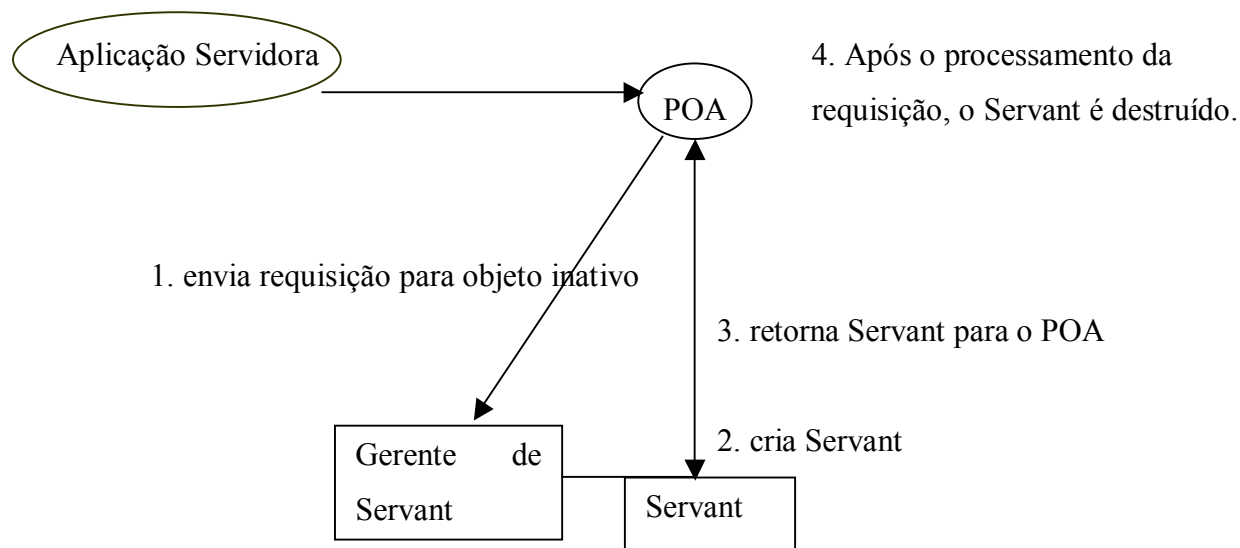 Aplicação Servidora
POA
4. Após o processamento da
requisição, o Servant é destruído.
1. envia requisição para objeto inativo
3. retorna Servant para o POA
2. cria Servant
Gerente de
Servant
Servant